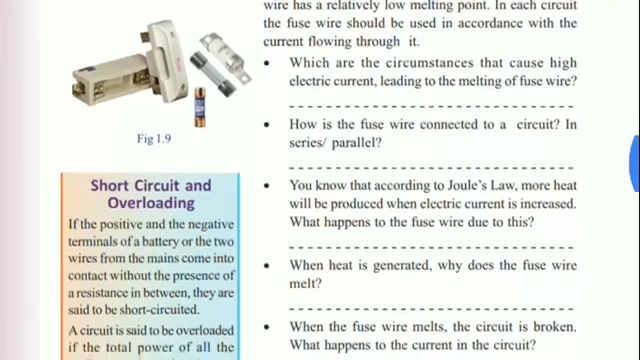 wire has a relatively low melting point. In each circuit
the fuse wire should be used in accordance with the
current flowing through it.
• Which are the circumstances that cause high
electric current, leading to the melting of fuse wire?
• How is the fuse wire connected to a circuit? In
series/ parallel?
• You know that according to Joule's Law, more heat
will be produced when electric current is increased.
What happens to the fuse wire due to this?
• When heat is generated, why does the fuse wire
melt?
• When the fuse wire melts, the circuit is broken.
What happens to the current in the circuit?
Fig 1.9
Short Circuit and
Overloading
If the positive and the negative
terminals of a battery or the two
wires from the mains come into
contact without the presence of
a resistance in between, they are
said to be short-circuited.
A circuit is said to be overloaded
if the total power of all the